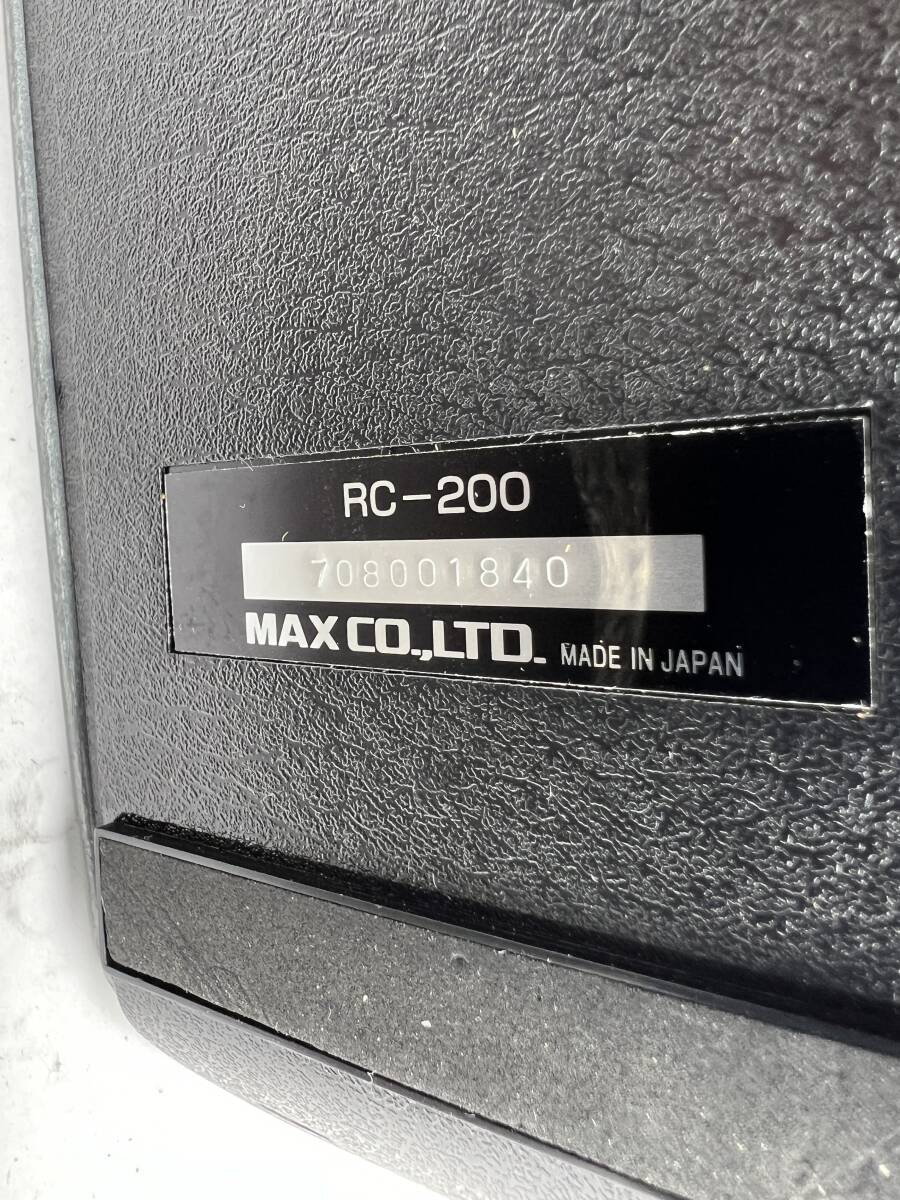 RC-200
708001840
MAX CO.,LTD. MADE IN JAPAN